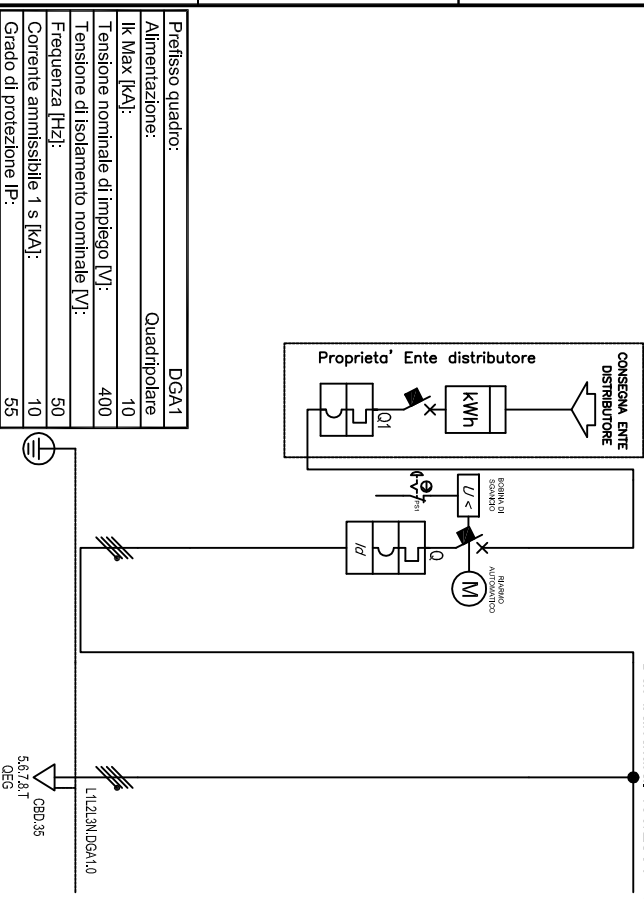 CONSEGNA ENTE
DISTRIBUTORE
Proprieta' Ente distributore
kWh
Q1
BOBINA DI
SGANCIO
U <
PS1
RIARMO
AUTOMATICO
M
Q
Id
Prefisso quadro: DGA1
Alimentazione: Quadripolare
Ik Max [kA]: 10
Tensione nominale di impiego [V]: 400
Tensione di isolamento nominale [V]:
Frequenza [Hz]: 50
Corrente ammissibile 1 s [kA]: 10
Grado di protezione IP: 55
L1L2L3N.DGA1.0
CBD.35
5.6.7.8.T
QEG